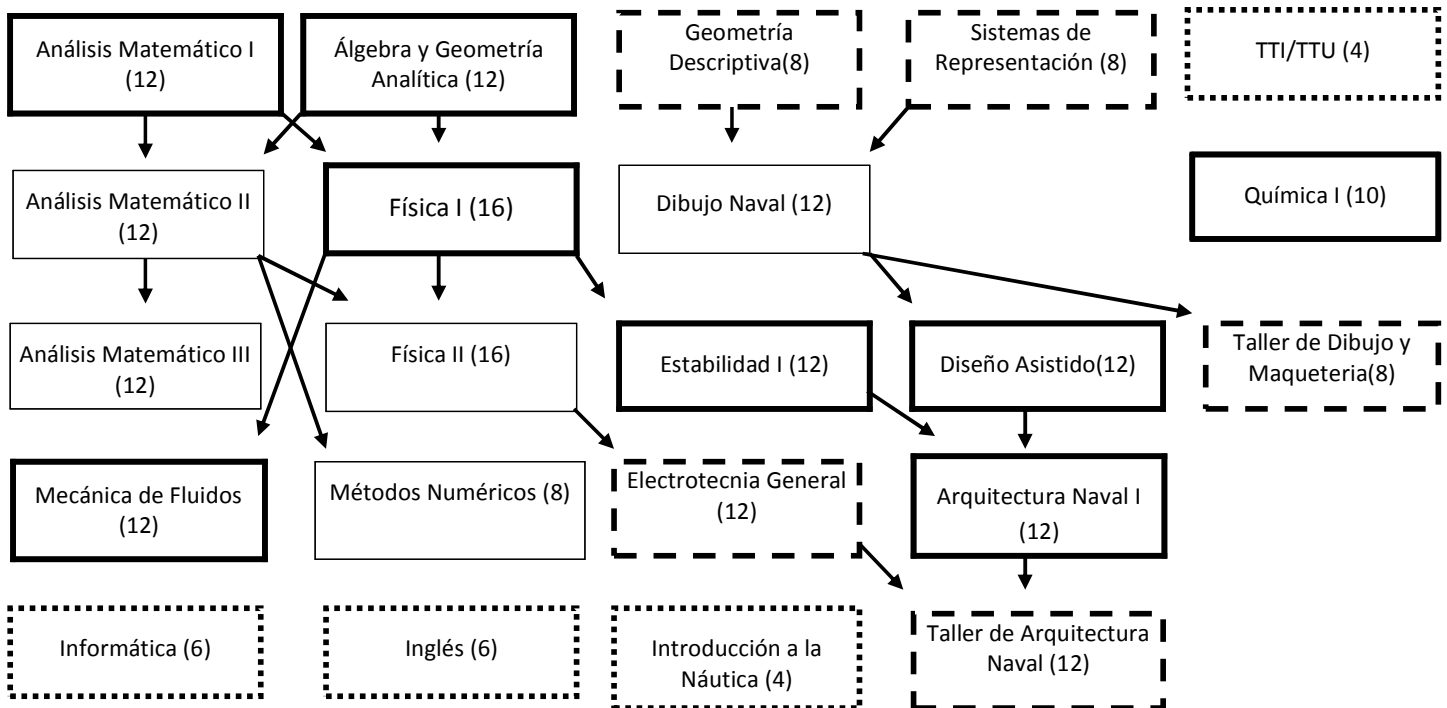 Análisis Matemático I
(12)
Álgebra y Geometría
Analítica (12)
Geometría
Descriptiva(8)
Sistemas de
Representación (8)
TTI/TTU (4)
Análisis Matemático II
(12)
Física I (16)
Dibujo Naval (12)
Química I (10)
Análisis Matemático III
(12)
Física II (16)
Estabilidad I (12)
Diseño Asistido(12)
Taller de Dibujo y
Maqueteria(8)
Mecánica de Fluidos
(12)
Métodos Numéricos (8)
Electrotecnia General
(12)
Arquitectura Naval I
(12)
Informática (6)
Inglés (6)
Introducción a la
Náutica (4)
Taller de Arquitectura
Naval (12)